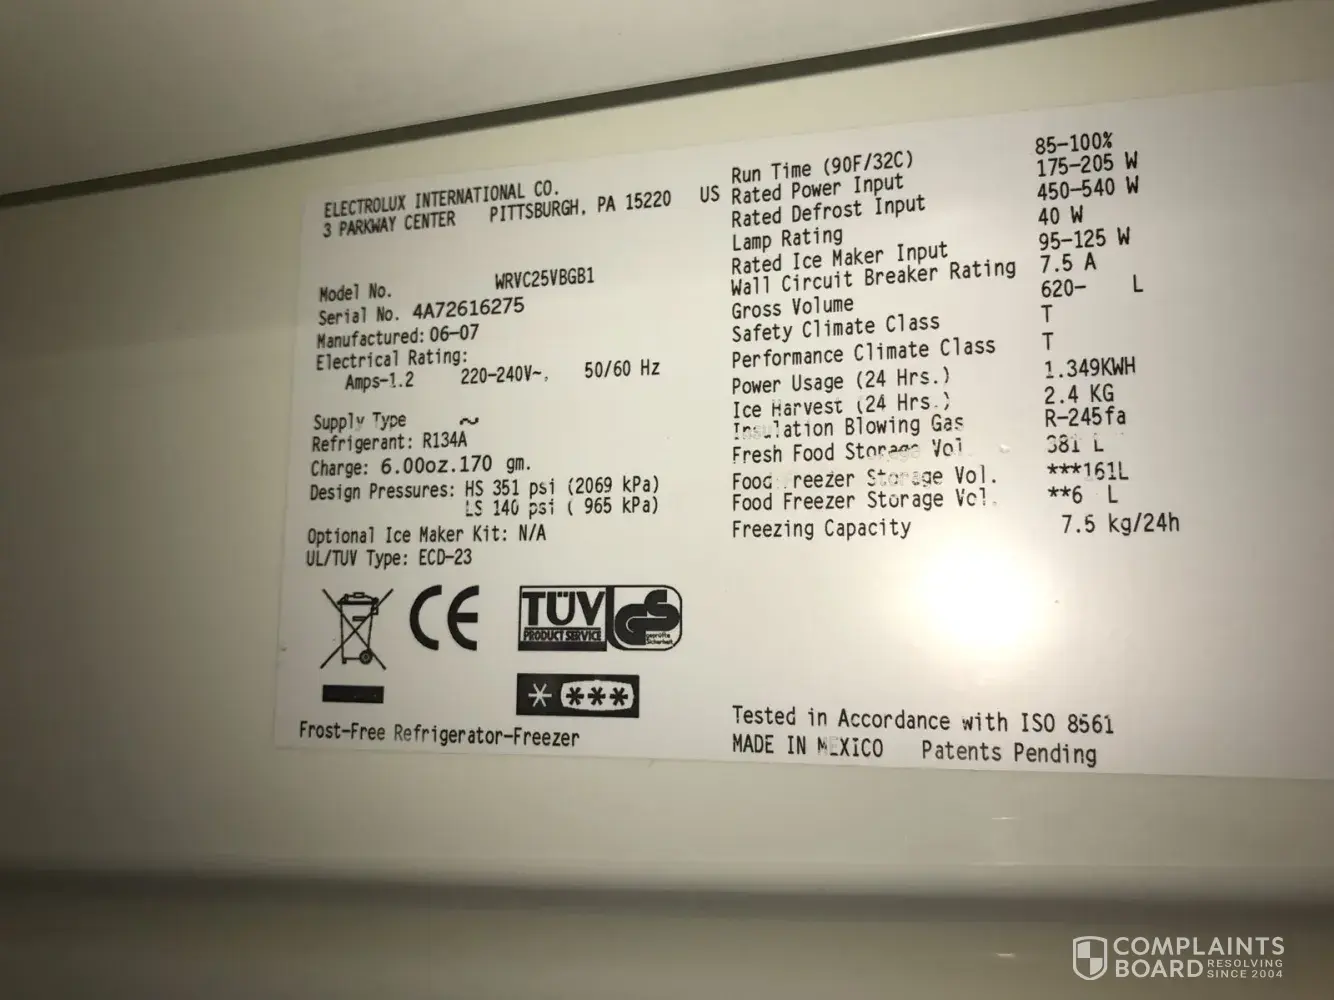 ELECTROLUX INTERNATIONAL CO.
3 PARKWAY CENTER PITTSBURGH, PA 15220 US
Model No. WRVC25VBGB1
Serial No. 4A72616275
Manufactured: 06-07
Electrical Rating:
Amps-1.2 220-240V~, 50/60 Hz
Supply Type ~
Refrigerant: R134A
Charge: 6.00oz.170 gm.
Design Pressures: HS 351 psi (2069 kPa)
LS 140 psi ( 965 kPa)
Optional Ice Maker Kit: N/A
UL/TUV Type: ECD-23
CE
TÜV
PRODUCT SERVICE
GS
geprüfte
Sicherheit
* ***
Frost-Free Refrigerator-Freezer
Run Time (90F/32C) 85-100%
Rated Power Input 175-205 W
Rated Defrost Input 450-540 W
Lamp Rating 40 W
Rated Ice Maker Input 95-125 W
Wall Circuit Breaker Rating 7.5 A
Gross Volume 620- L
Safety Climate Class T
Performance Climate Class T
Power Usage (24 Hrs.) 1.349KWH
Ice Harvest (24 Hrs.) 2.4 KG
Insulation Blowing Gas R-245fa
Fresh Food Storage Vol. 381 L
Food Freezer Storage Vol. ***161L
Food Freezer Storage Vol. **6 L
Freezing Capacity 7.5 kg/24h
Tested in Accordance with ISO 8561
MADE IN MEXICO Patents Pending
COMPLAINTS
BOARD RESOLVING
SINCE 2004